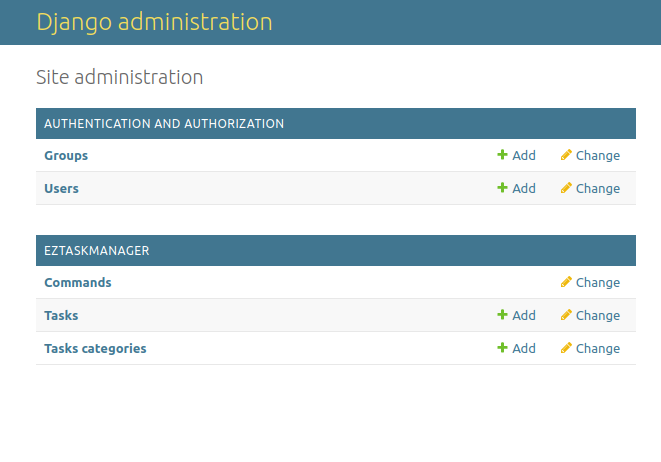 Django administration
Site administration
AUTHENTICATION AND AUTHORIZATION
Groups Add Change
Users Add Change
EZTASKMANAGER
Commands Change
Tasks Add Change
Tasks categories Add Change